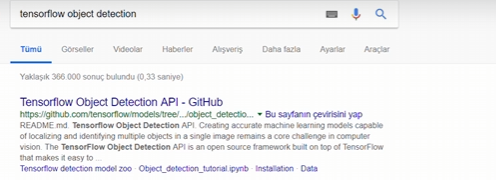 tensorflow object detection
Tümü Görseller Videolar Haberler Alışveriş Daha fazla Ayarlar Araçlar
Yaklaşık 366.000 sonuç bulundu (0,33 saniye)
Tensorflow Object Detection API - GitHub
https://github.com/tensorflow/models/tree/.../object_detectio... ▼ Bu sayfanın çevirisini yap
README.md. Tensorflow Object Detection API. Creating accurate machine learning models capable
of localizing and identifying multiple objects in a single image remains a core challenge in computer
vision. The TensorFlow Object Detection API is an open source framework built on top of TensorFlow
that makes it easy to ...
Tensorflow detection model zoo · Object_detection_tutorial.ipynb · Installation · Data